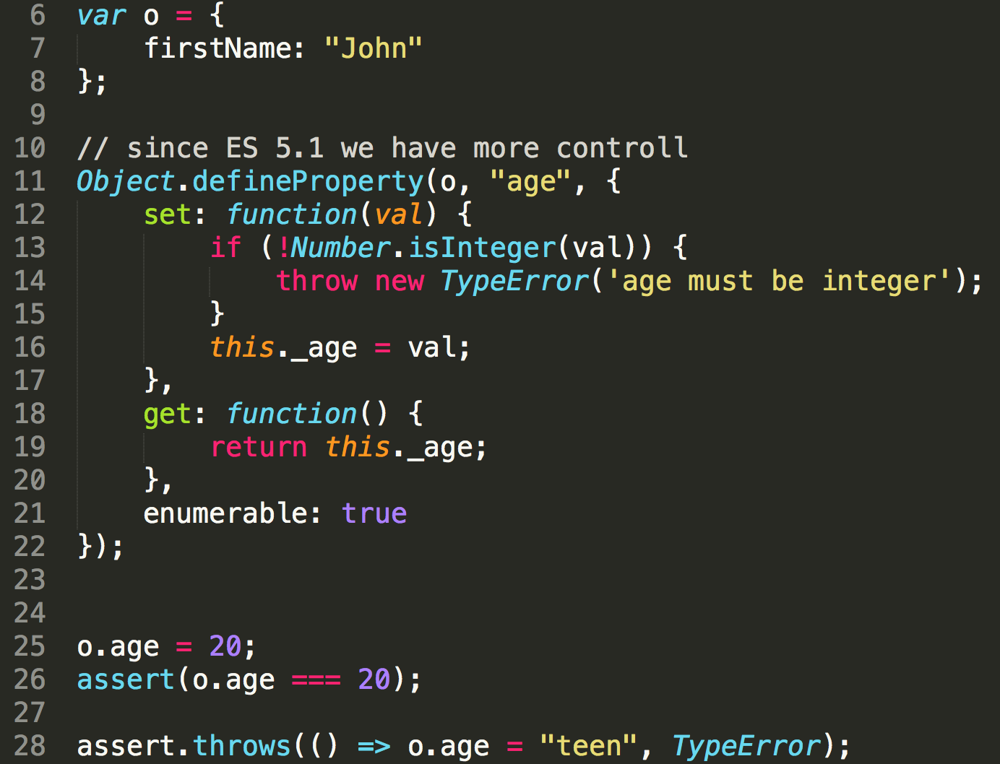 6 var o = {
7     firstName: "John"
8 };
9
10 // since ES 5.1 we have more controll
11 Object.defineProperty(o, "age", {
12     set: function(val) {
13         if (!Number.isInteger(val)) {
14             throw new TypeError('age must be integer');
15         }
16         this._age = val;
17     },
18     get: function() {
19         return this._age;
20     },
21     enumerable: true
22 });
23
24
25 o.age = 20;
26 assert(o.age === 20);
27
28 assert.throws(() => o.age = "teen", TypeError);